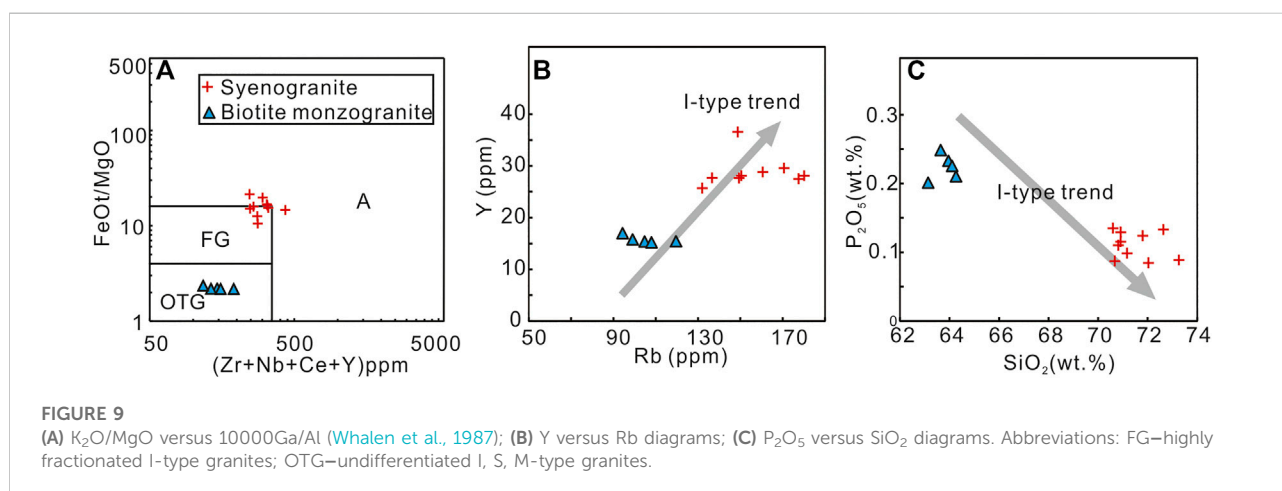 A
500
100
10
1
FeOt/MgO
Syenogranite
Biotite monzogranite
A
FG
OTG
50
500
5000
(Zr+Nb+Ce+Y)ppm
B
I-type trend
40
30
20
10
0
Y (ppm)
50
130
170
Rb (ppm)
C
0.3
0.2
0.1
0
P₂O₅(wt.%)
I-type trend
62
64
66
68
70
72
74
SiO₂(wt.%)
FIGURE 9
(A) K₂O/MgO versus 10000Ga/Al (Whalen et al., 1987); (B) Y versus Rb diagrams; (C) P₂O₅ versus SiO₂ diagrams. Abbreviations: FG–highly
fractionated I-type granites; OTG–undifferentiated I, S, M-type granites.